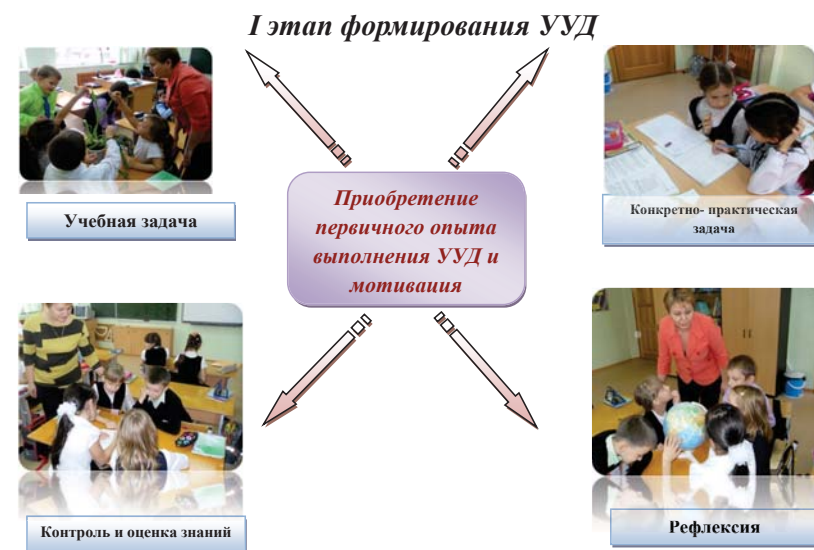 I этап формирования УУД
Учебная задача
Конкретно- практическая
задача
Приобретение
первичного опыта
выполнения УУД и
мотивация
Контроль и оценка знаний
Рефлексия